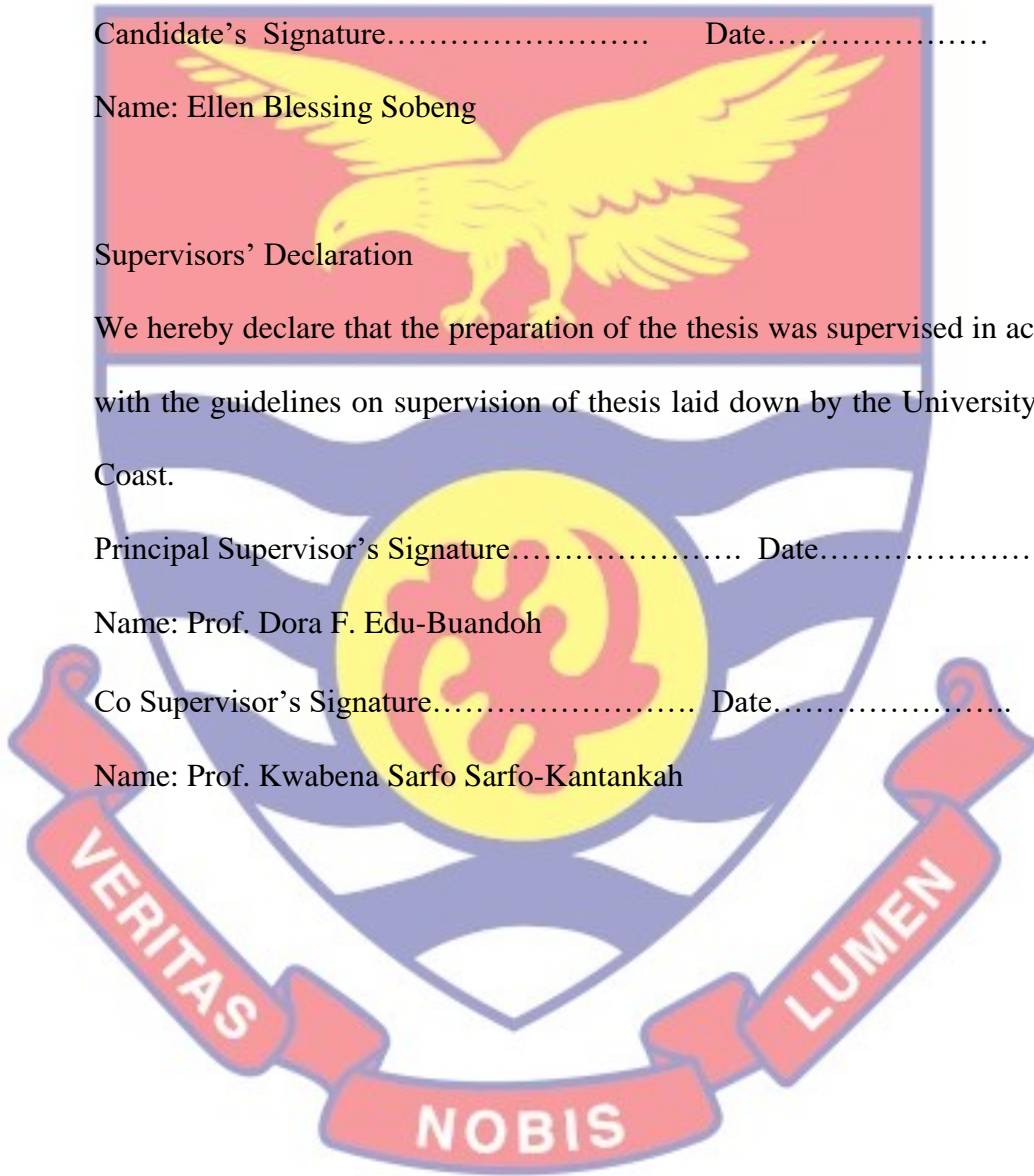 Candidate’s Signature……………………. Date…………………
Name: Ellen Blessing Sobeng
Supervisors’ Declaration
We hereby declare that the preparation of the thesis was supervised in ac
with the guidelines on supervision of thesis laid down by the University
Coast.
Principal Supervisor’s Signature…………………. Date…………………
Name: Prof. Dora F. Edu-Buandoh
Co Supervisor’s Signature……………………. Date…………………..
Name: Prof. Kwabena Sarfo Sarfo-Kantankah
VERITAS
NOBIS
LUMEN